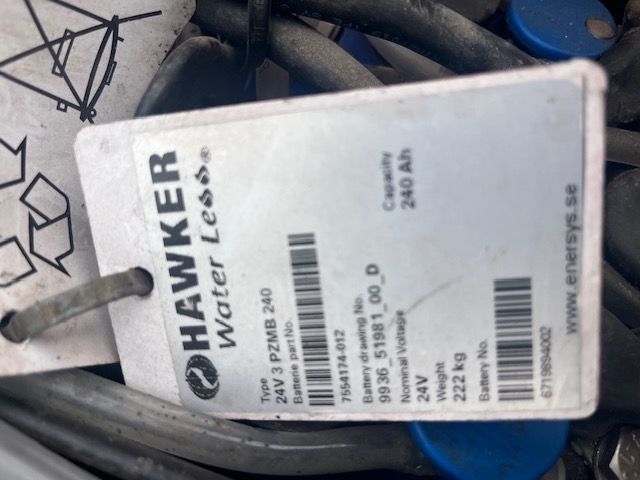 HAWKER
Water Less®
Type
24V 3 PZMB 240
Batterie part No.
7554174-012
Battery drawing No.
9936_51981_00_D
Capacity
240 Ah
Nominal Voltage
24V
Weight
222 kg
Battery No.
6719894002
www.enersys.se